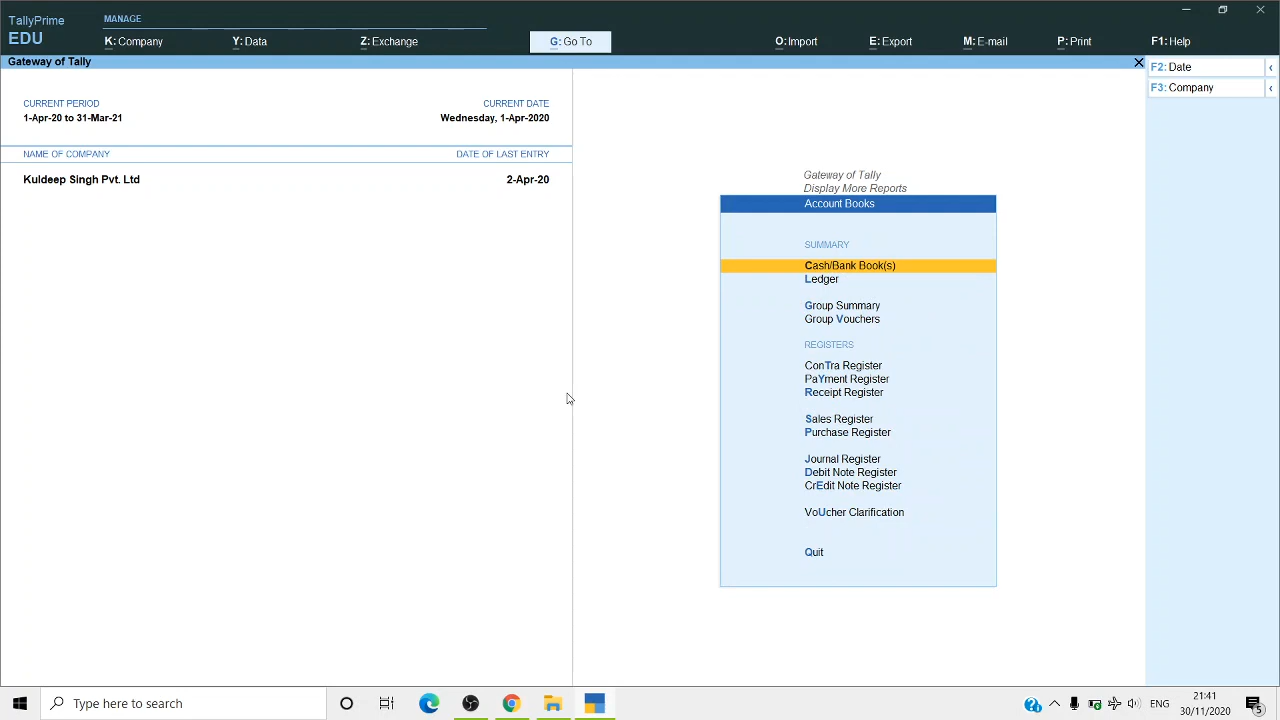 TallyPrime
EDU
MANAGE
K: Company
Y: Data
Z: Exchange
G: Go To
O: Import
E: Export
M: E-mail
P: Print
F1: Help
Gateway of Tally
F2: Date
F3: Company
CURRENT PERIOD
1-Apr-20 to 31-Mar-21
CURRENT DATE
Wednesday, 1-Apr-2020
NAME OF COMPANY
DATE OF LAST ENTRY
Kuldeep Singh Pvt. Ltd
2-Apr-20
Gateway of Tally
Display More Reports
Account Books
SUMMARY
Cash/Bank Book(s)
Ledger
Group Summary
Group Vouchers
REGISTERS
ConTra Register
PaYment Register
Receipt Register
Sales Register
Purchase Register
Journal Register
Debit Note Register
CrEdit Note Register
VoUcher Clarification
Quit
Type here to search
ENG
21:41
30/11/2020
5